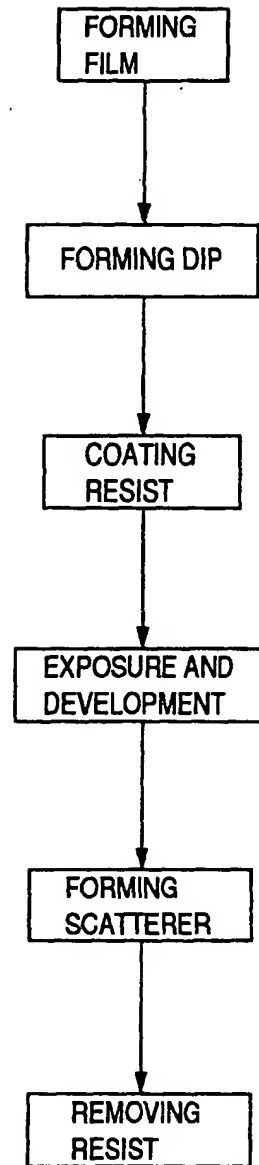 FORMING
FILM
FORMING DIP
COATING
RESIST
EXPOSURE AND
DEVELOPMENT
FORMING
SCATTERER
REMOVING
RESIST